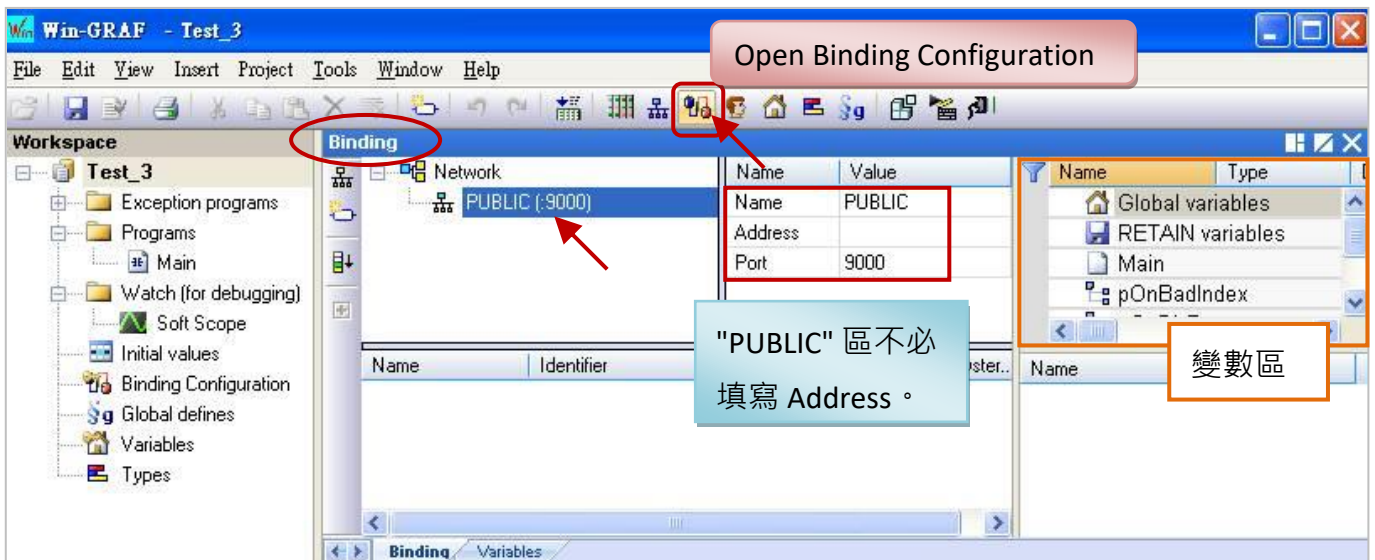 Win-GRAF - Test_3
Open Binding Configuration
File Edit View Insert Project Tools Window Help
Workspace
Binding
Test_3
Exception programs
Programs
Main
Watch (for debugging)
Soft Scope
Initial values
Binding Configuration
Global defines
Variables
Types
Network
PUBLIC (:9000)
Name Value
Name PUBLIC
Address
Port 9000
Name Type
Global variables
RETAIN variables
Main
pOnBadIndex
"PUBLIC" 區不必
填寫 Address。
變數區
Name Identifier
Name
Binding Variables